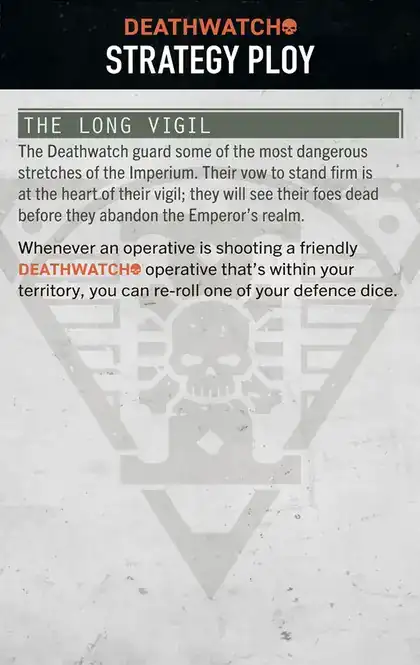 DEATHWATCH
STRATEGY PLOY
THE LONG VIGIL
The Deathwatch guard some of the most dangerous
stretches of the Imperium. Their vow to stand firm is
at the heart of their vigil; they will see their foes dead
before they abandon the Emperor’s realm.
Whenever an operative is shooting a friendly
DEATHWATCH operative that’s within your
territory, you can re-roll one of your defence dice.